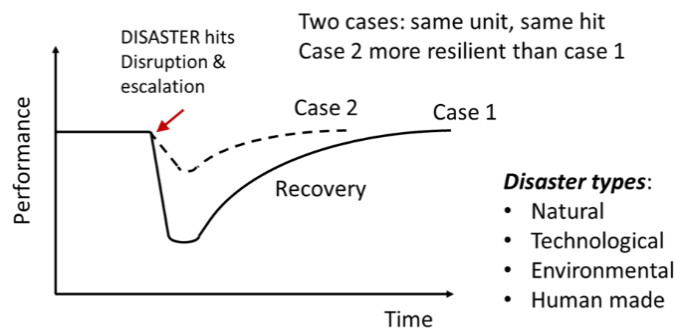 Two cases: same unit, same hit
Case 2 more resilient than case 1
DISASTER hits
Disruption &
escalation
Case 2
Case 1
Recovery
Performance
Time
Disaster types:
• Natural
• Technological
• Environmental
• Human made